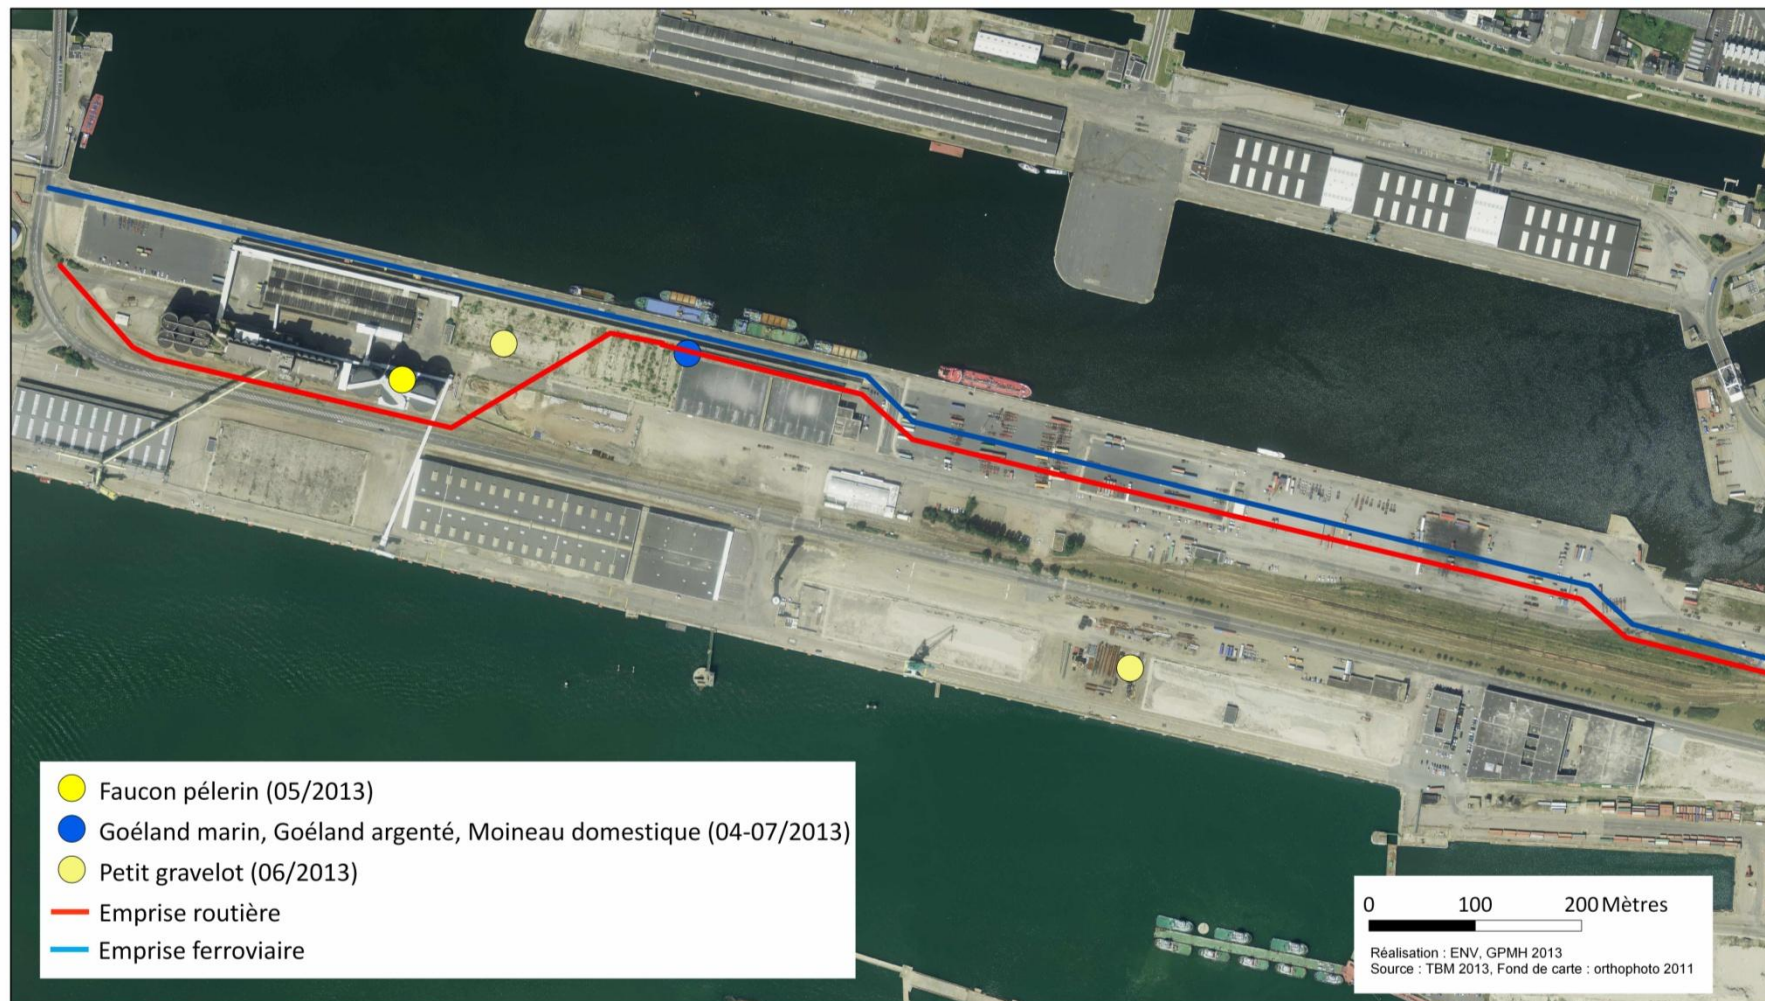 Faucon pélerin (05/2013)
Goéland marin, Goéland argenté, Moineau domestique (04-07/2013)
Petit gravelot (06/2013)
Emprise routière
Emprise ferroviaire
0 100 200 Mètres
Réalisation : ENV, GPMH 2013
Source : TBM 2013, Fond de carte : orthophoto 2011